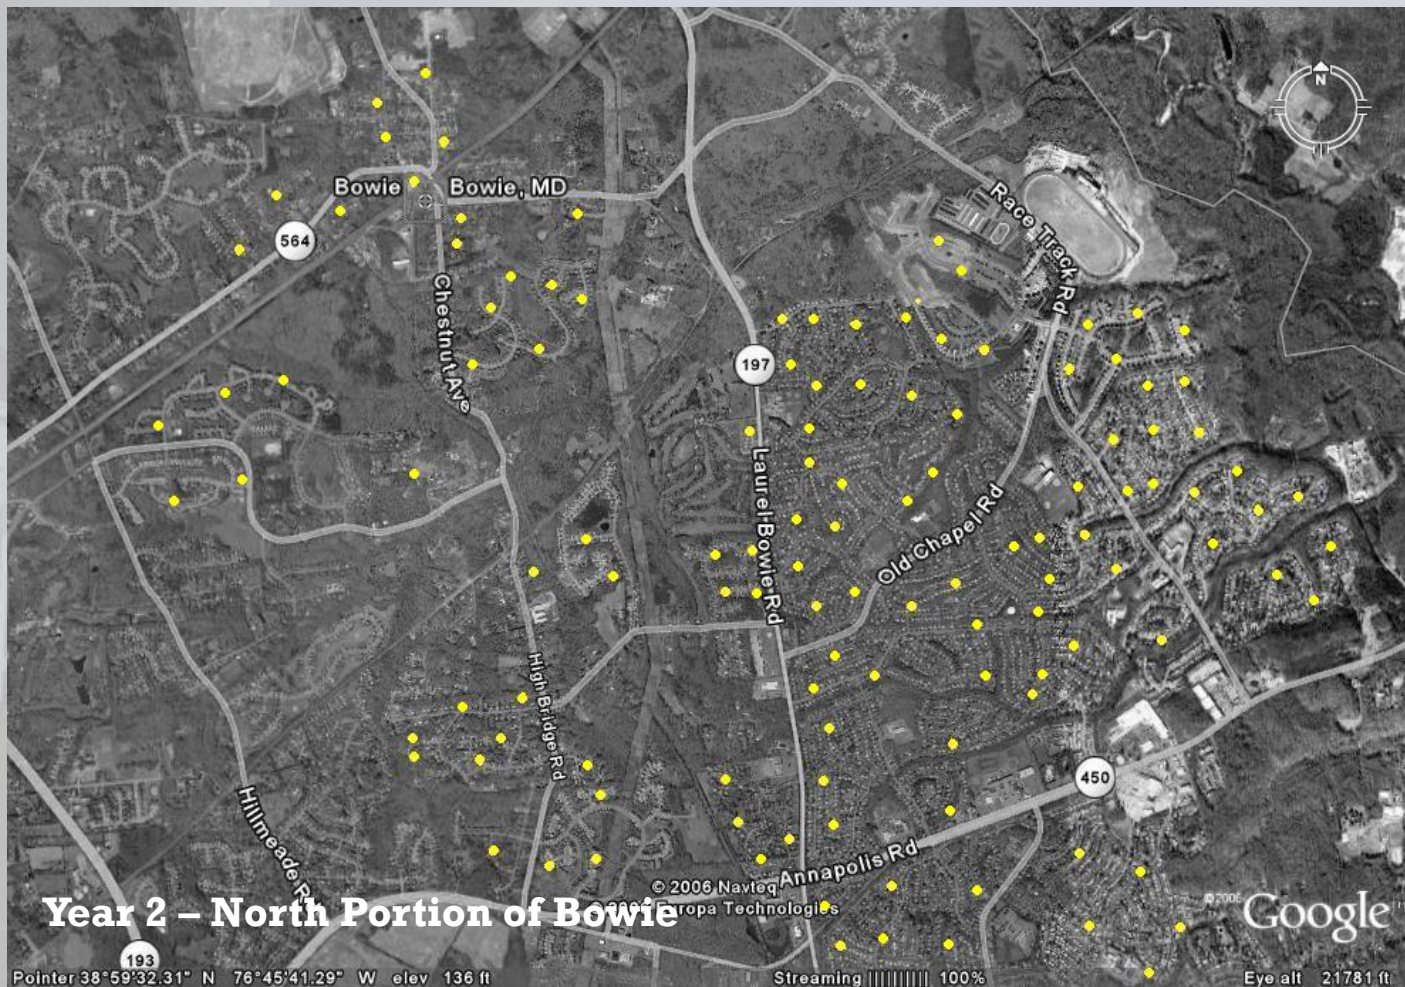 N
Race Track Rd
Bowie
Bowie, MD
564
Chestnut Ave
197
Laurel-Bowie Rd
Old Chapel Rd
High Bridge Rd
450
Hillmeade Rd
Annapolis Rd
© 2006 Navteq
Europa Technologies
© 2006
Google
Year 2 – North Portion of Bowie
193
Pointer 38°59'32.31" N 76°45'41.29" W elev 136 ft
Streaming |||||||||| 100%
Eye alt 21781 ft